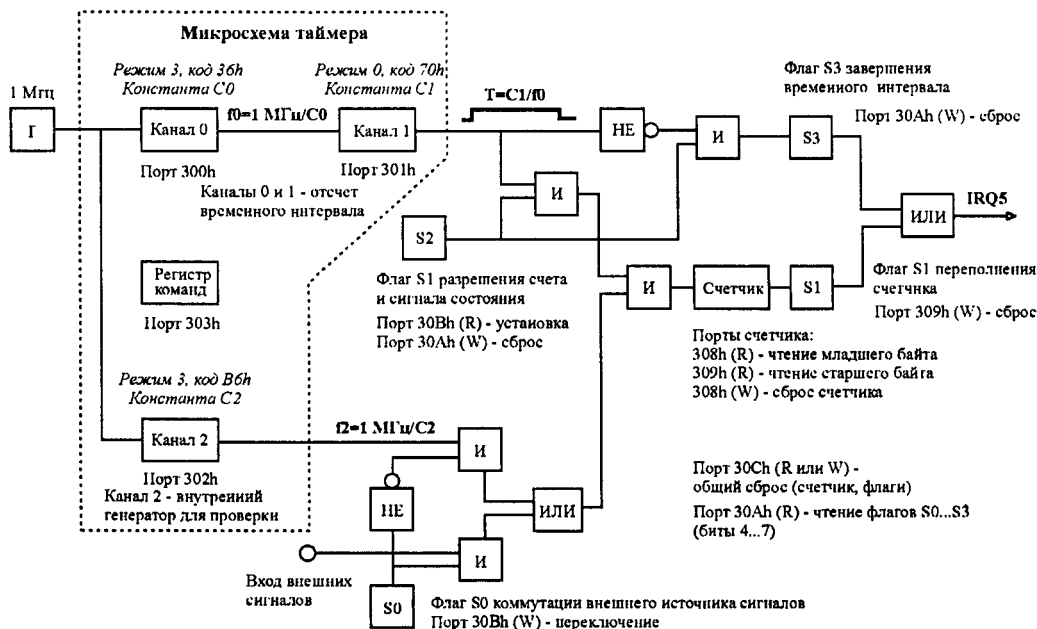 Микросхема таймера
Режим 3, код 36h
Константа C0
Режим 0, код 70h
Константа C1
1 Мгц
Г
Канал 0
f0=1 МГц/C0
Канал 1
T=C1/f0
НЕ
И
S3
Флаг S3 завершения
временного интервала
Порт 30Ah (W) - сброс
Порт 300h
Порт 301h
Каналы 0 и 1 - отсчет
временного интервала
И
S2
ИЛИ
IRQ5
Флаг S1 разрешения счета
и сигнала состояния
Порт 30Bh (R) - установка
Порт 30Ah (W) - сброс
И
Счетчик
S1
Флаг S1 переполнения
счетчика
Порт 309h (W) - сброс
Регистр
команд
Порт 303h
Порты счетчика:
308h (R) - чтение младшего байта
309h (R) - чтение старшего байта
308h (W) - сброс счетчика
Режим 3, код B6h
Константа C2
Канал 2
f2=1 МГц/C2
Порт 302h
Канал 2 - внутренний
генератор для проверки
И
НЕ
ИЛИ
И
Порт 30Ch (R или W) -
общий сброс (счетчик, флаги)
Порт 30Ah (R) - чтение флагов S0...S3
(биты 4...7)
Вход внешних
сигналов
S0
Флаг S0 коммутации внешнего источника сигналов
Порт 30Bh (W) - переключение